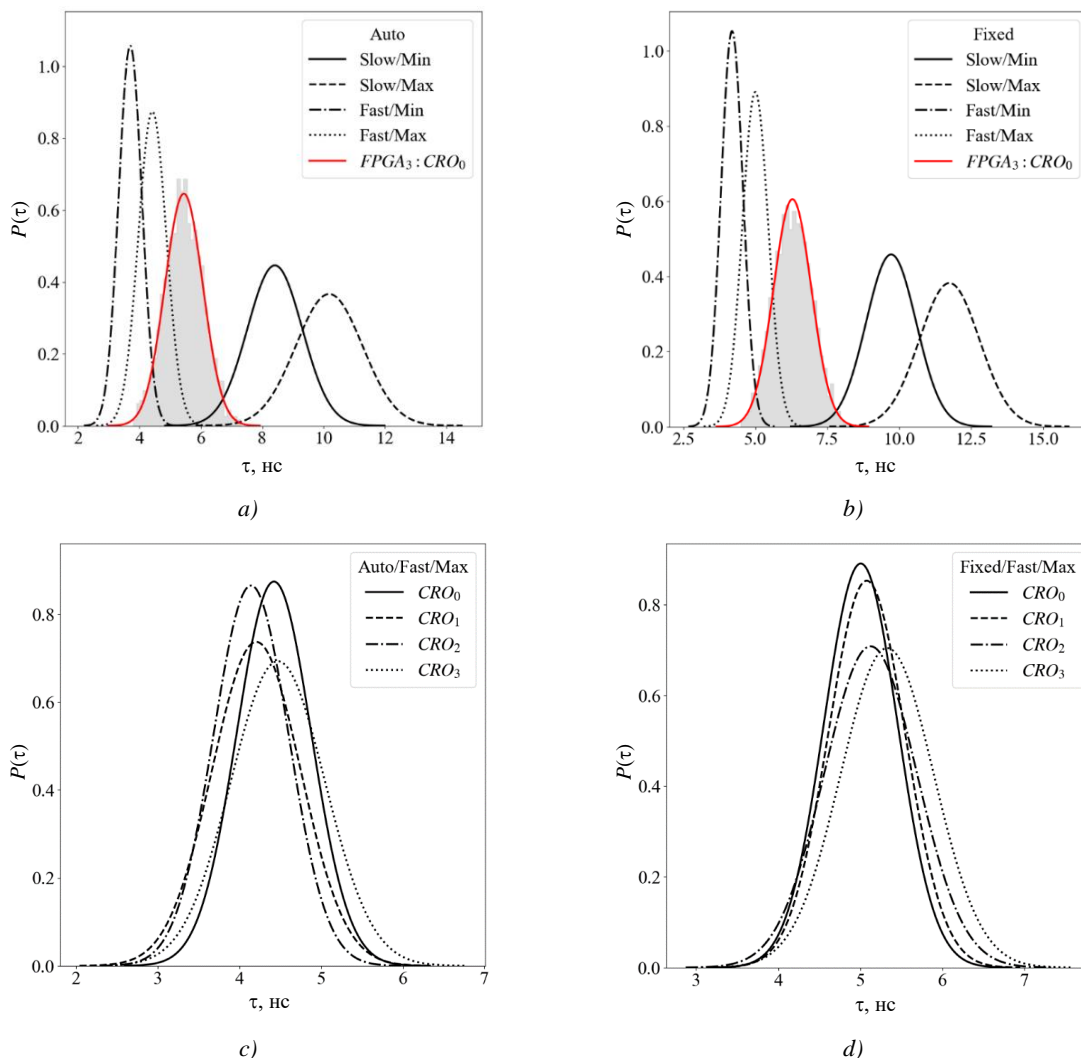 Auto
Slow/Min
Slow/Max
Fast/Min
Fast/Max
FPGA₃ : CRO₀
P(τ)
1.0
0.8
0.6
0.4
0.2
0.0
2 4 6 8 10 12 14
τ, нс
a)
Fixed
Slow/Min
Slow/Max
Fast/Min
Fast/Max
FPGA₃ : CRO₀
P(τ)
1.0
0.8
0.6
0.4
0.2
0.0
2.5 5.0 7.5 10.0 12.5 15.0
τ, нс
b)
Auto/Fast/Max
CRO₀
CRO₁
CRO₂
CRO₃
P(τ)
0.8
0.6
0.4
0.2
0.0
2 3 4 5 6 7
τ, нс
c)
Fixed/Fast/Max
CRO₀
CRO₁
CRO₂
CRO₃
P(τ)
0.8
0.6
0.4
0.2
0.0
3 4 5 6 7
τ, нс
d)